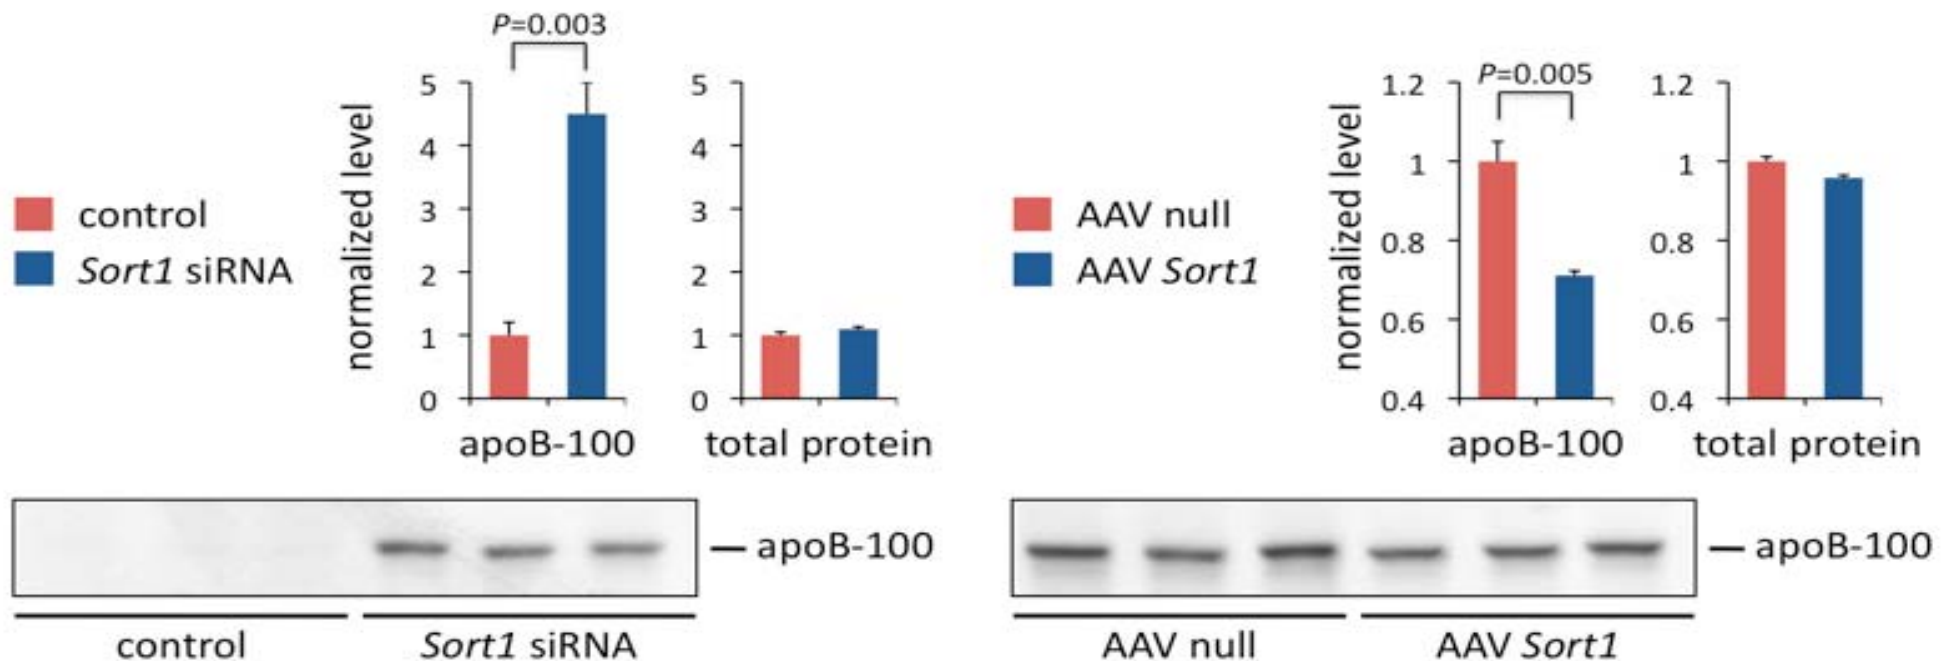 P=0.003
5
4
3
2
1
0
normalized level
apoB-100
5
4
3
2
1
0
total protein
control
Sort1 siRNA
apoB-100
control
Sort1 siRNA
P=0.005
1.2
1
0.8
0.6
0.4
normalized level
apoB-100
1.2
1
0.8
0.6
0.4
total protein
AAV null
AAV Sort1
apoB-100
AAV null
AAV Sort1